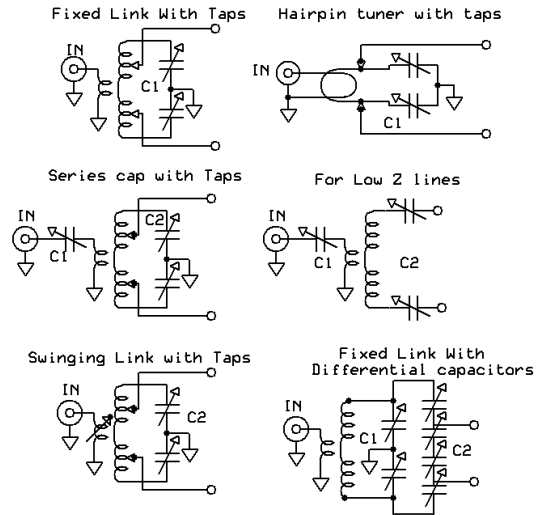 Fixed Link With Taps
IN
C1
Hairpin tuner with taps
IN
C1
Series cap with Taps
IN
C1
C2
For Low Z lines
IN
C1
C2
Swinging Link with Taps
IN
C2
Fixed Link With
Differential capacitors
IN
C1
C2